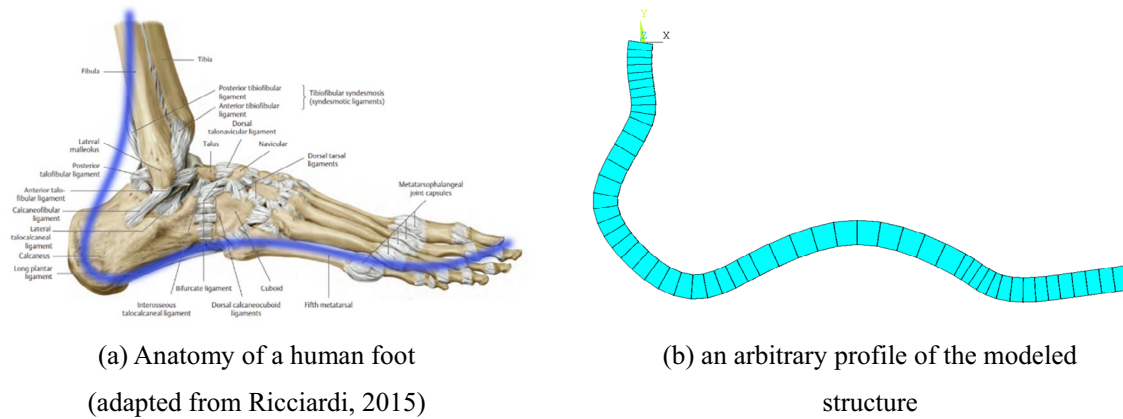 Fibula
Tibia
Posterior tibiofibular
ligament
Anterior tibiofibular
ligament
Tibiofibular syndesmosis
(syndesmotic ligaments)
Dorsal
talonavicular ligament
Talus
Navicular
Dorsal tarsal
ligaments
Metatarsophalangeal
joint capsules
Lateral
malleolus
Posterior
talofibular ligament
Anterior talo-
fibular ligament
Calcaneofibular
ligament
Lateral
talocalcaneal
ligament
Calcaneus
Long plantar
ligament
Bifurcate ligament
Cuboid
Interosseous
talocalcaneal ligament
Dorsal calcaneocuboid
ligaments
Fifth metatarsal
Y
Z
X
(a) Anatomy of a human foot
(adapted from Ricciardi, 2015)
(b) an arbitrary profile of the modeled
structure